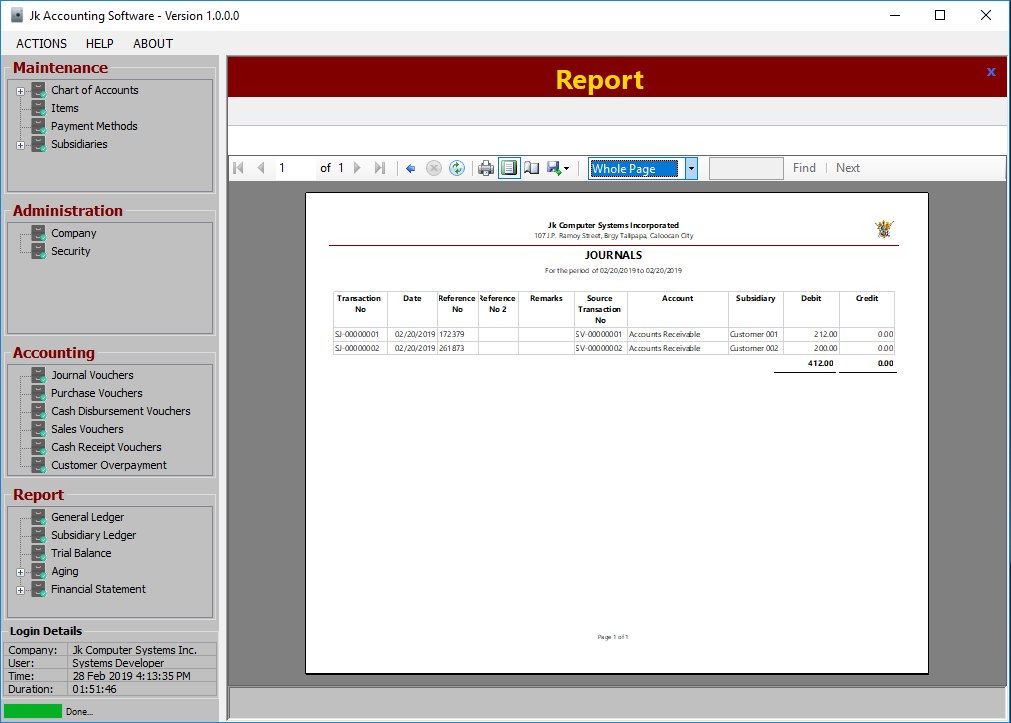 Jk Accounting Software - Version 1.0.0.0
ACTIONS HELP ABOUT
Maintenance
Chart of Accounts
Items
Payment Methods
Subsidiaries
Administration
Company
Security
Accounting
Journal Vouchers
Purchase Vouchers
Cash Disbursement Vouchers
Sales Vouchers
Cash Receipt Vouchers
Customer Overpayment
Report
General Ledger
Subsidiary Ledger
Trial Balance
Aging
Financial Statement
Login Details
Company: Jk Computer Systems Inc.
User: Systems Developer
Time: 28 Feb 2019 4:13:35 PM
Duration: 01:51:46
Done...
Report x
1 of 1 Whole Page Find | Next
Jk Computer Systems Incorporated
107 J.P. Ramoy Street, Brgy Talipapa, Caloocan City
JOURNALS
For the period of 02/20/2019 to 02/20/2019
Transaction No Date Reference No Reference No 2 Remarks Source Transaction No Account Subsidiary Debit Credit
SJ-00000001 02/20/2019 172379 SV-00000001 Accounts Receivable Customer 001 212.00 0.00
SJ-00000002 02/20/2019 261873 SV-00000002 Accounts Receivable Customer 002 200.00 0.00
412.00 0.00
Page 1 of 1